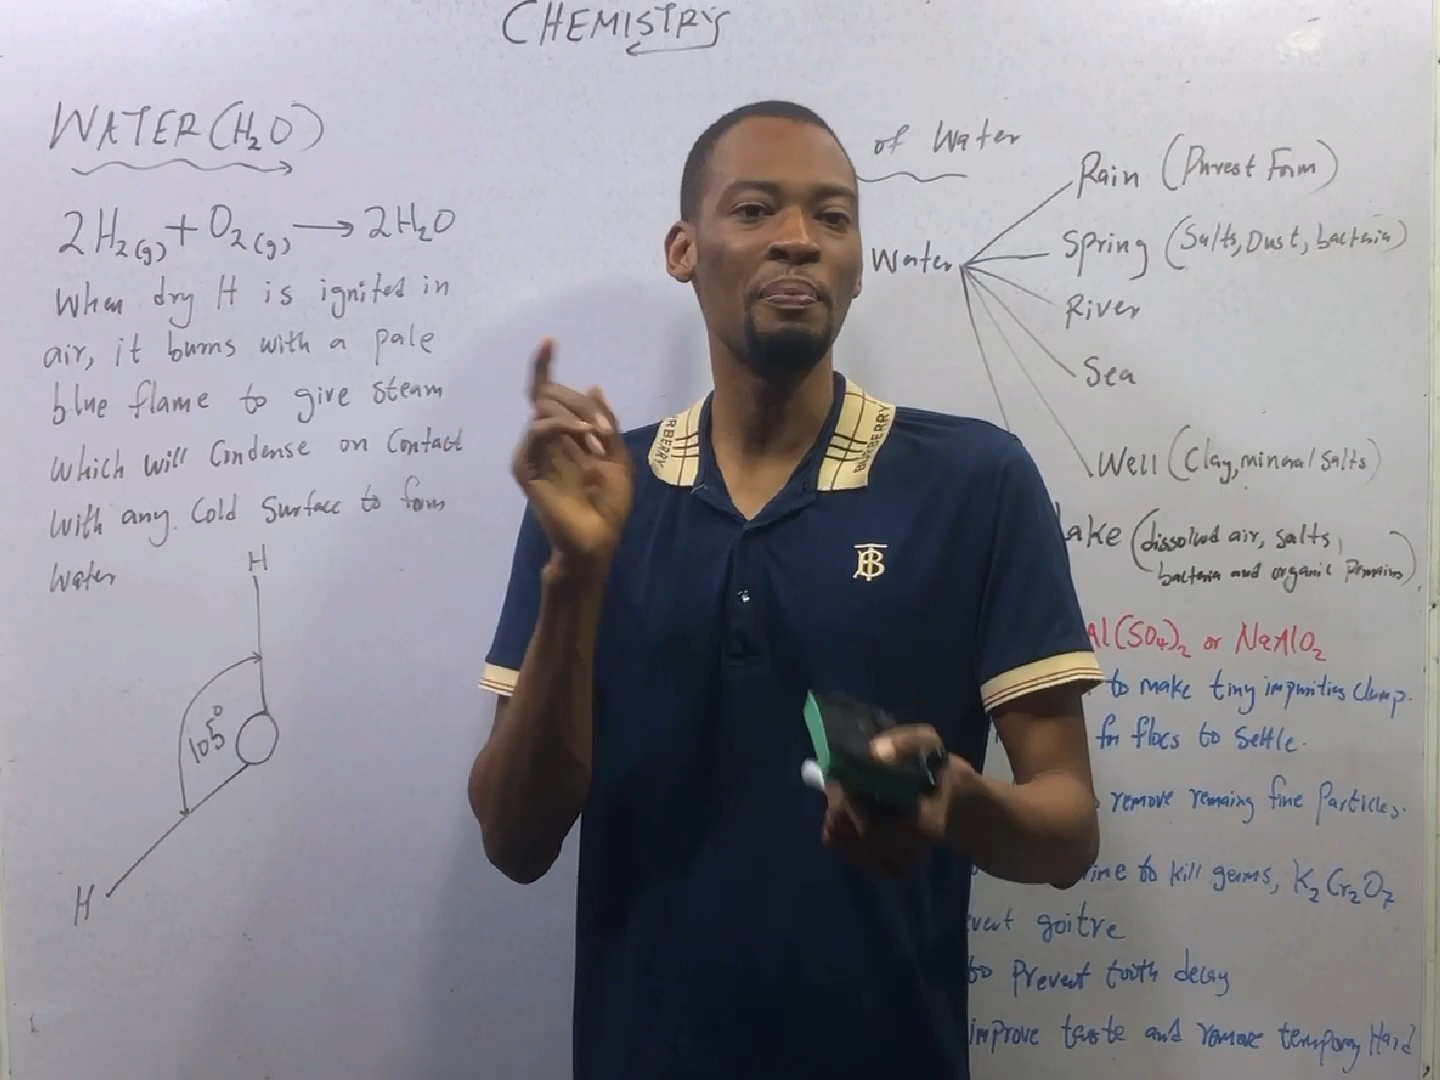 CHEMISTRY
WATER (H₂O)
2H₂(g) + O₂(g) → 2H₂O
When dry H is ignited in
air, it burns with a pale
blue flame to give steam
which will Condense on Contact
with any Cold Surface to form
water
H
105°
H
of Water
Water
Rain (Purest Form)
Spring (Salts, Dust, bacteria)
River
Sea
Well (Clay, mineral Salts)
Lake (dissolved air, salts,
bacteria and organic remains)
Al(SO₄)₂ or NaAlO₂
to make tiny impurities clump.
for flocs to Settle.
remove remaing fine Particles.
to kill germs, K₂Cr₂O₇
goitre
to Prevent tooth decay
improve taste and remove temporary Hard
BURBERRY